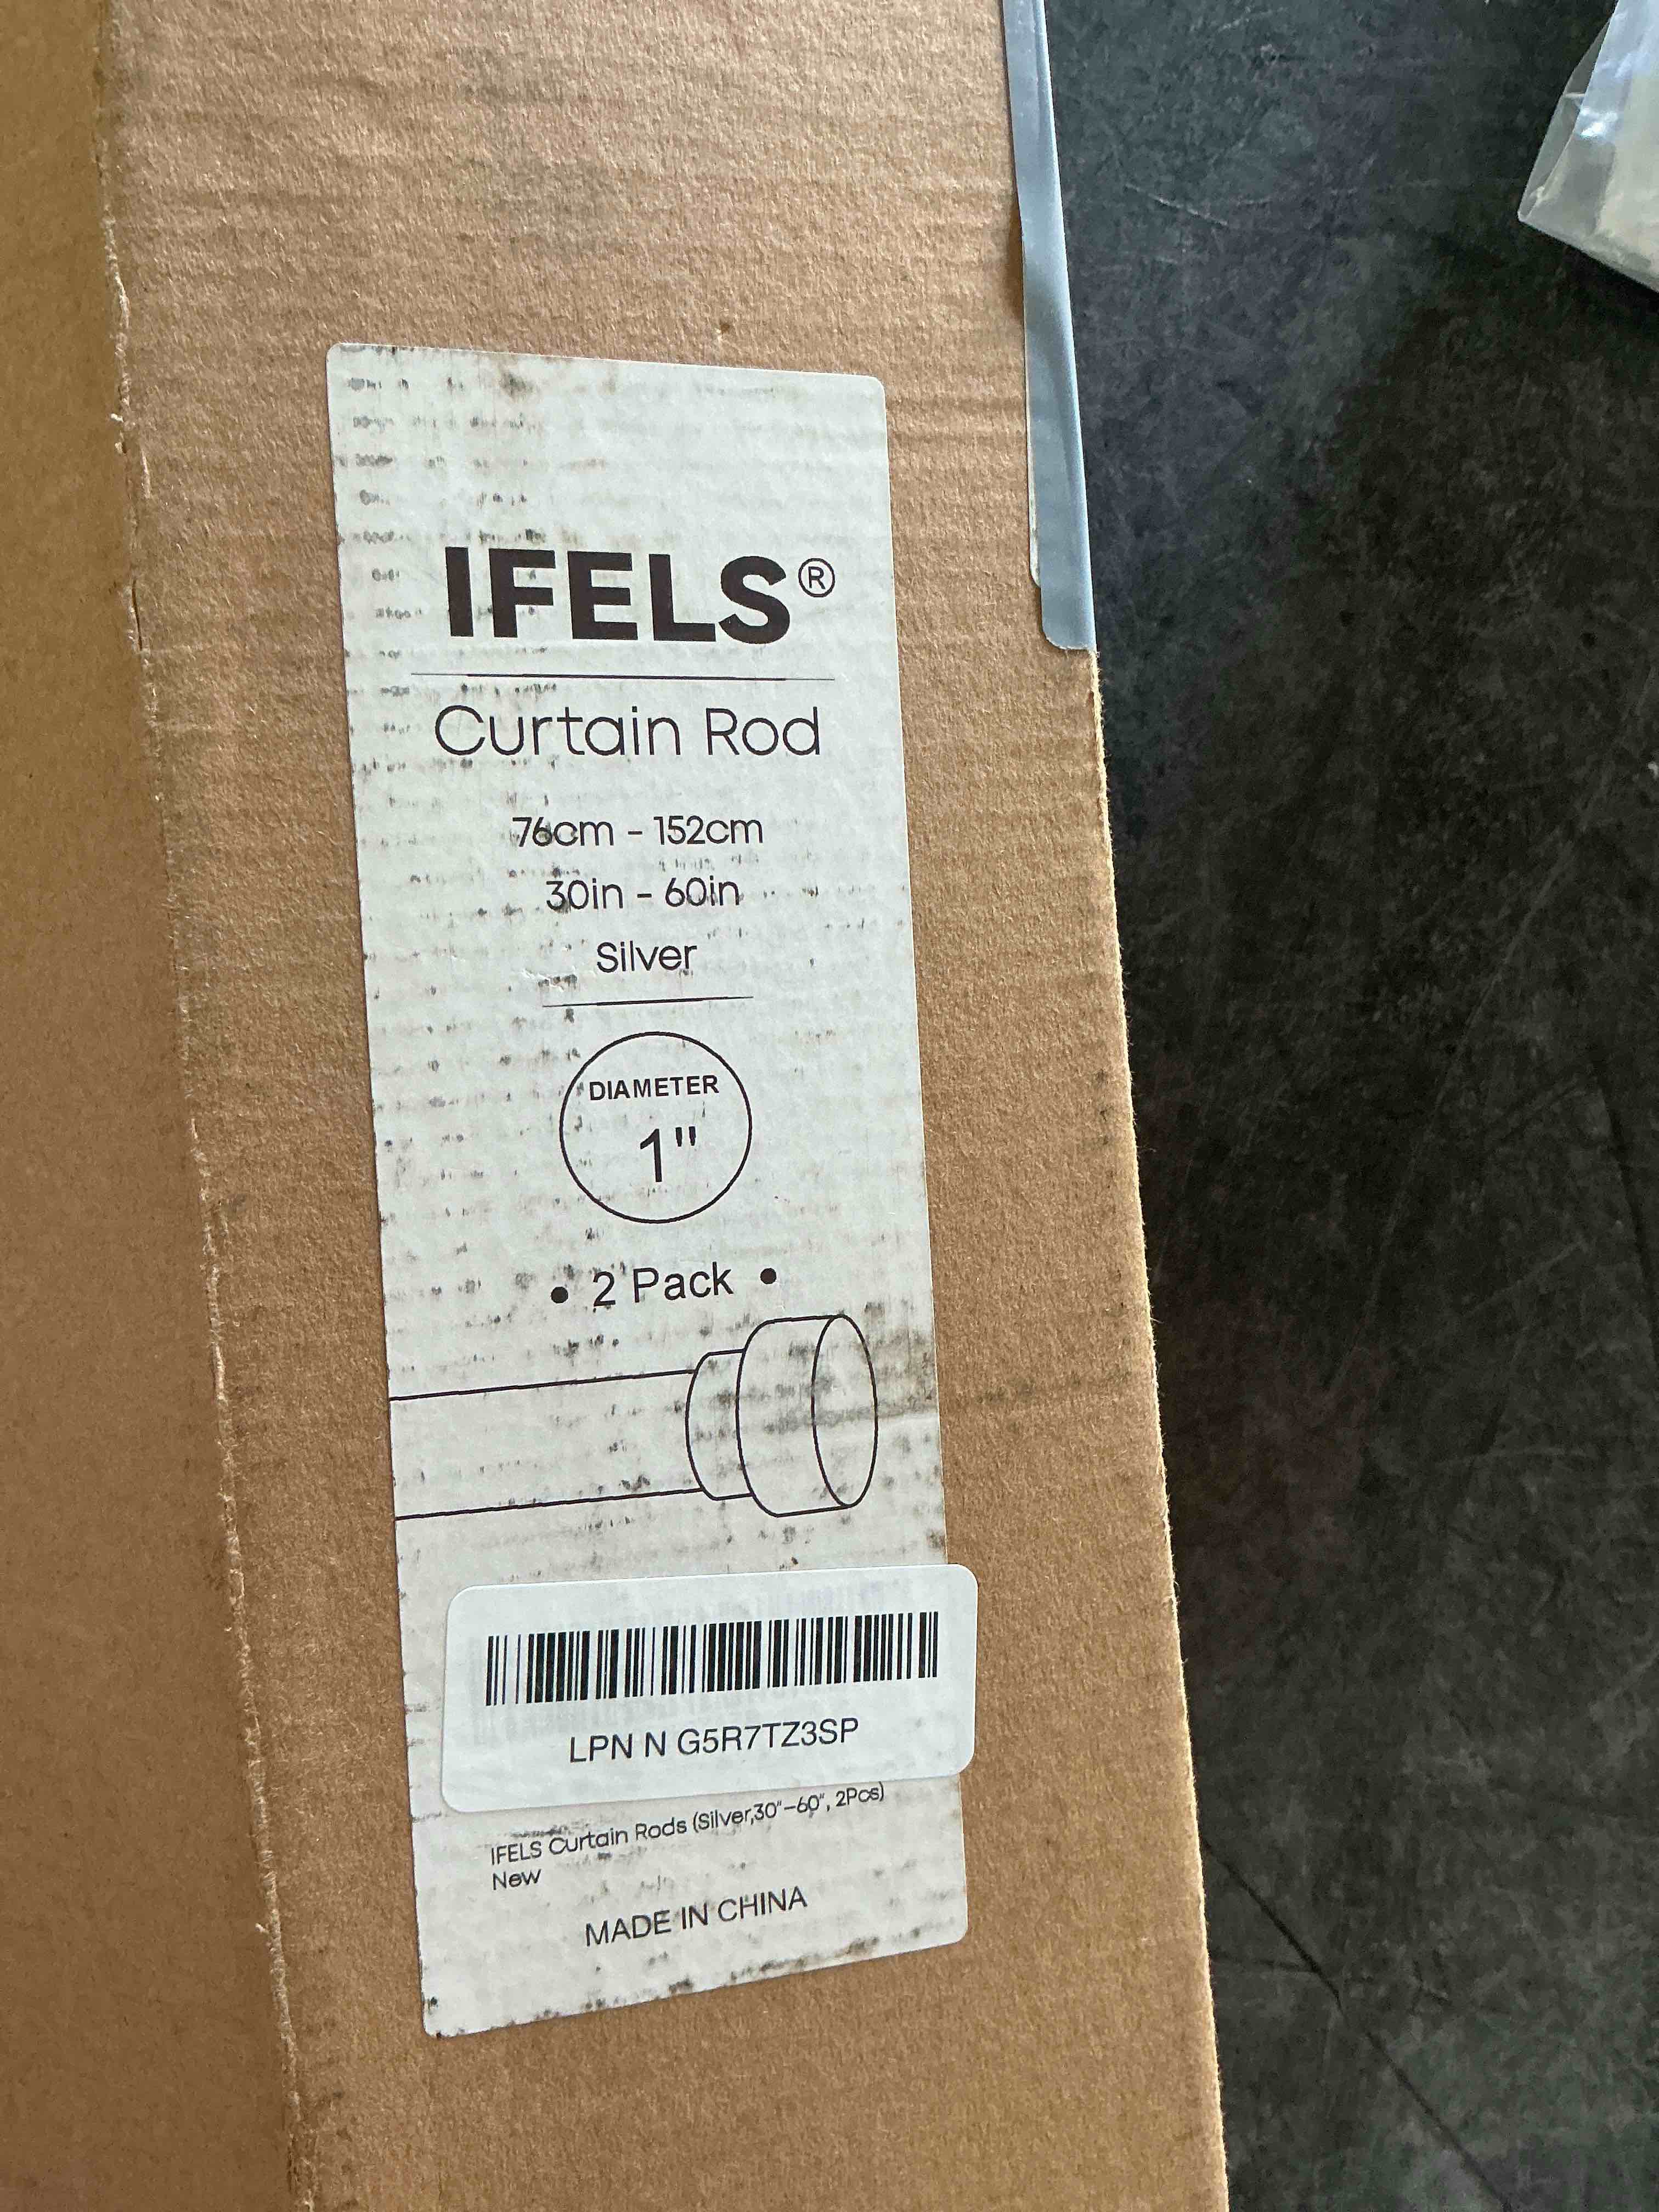 IFELS®
Curtain Rod
76cm - 152cm
30in - 60in
Silver
DIAMETER
1"
• 2 Pack •
LPN N G5R7TZ3SP
IFELS Curtain Rods (Silver,30"-60", 2Pcs)
New
MADE IN CHINA